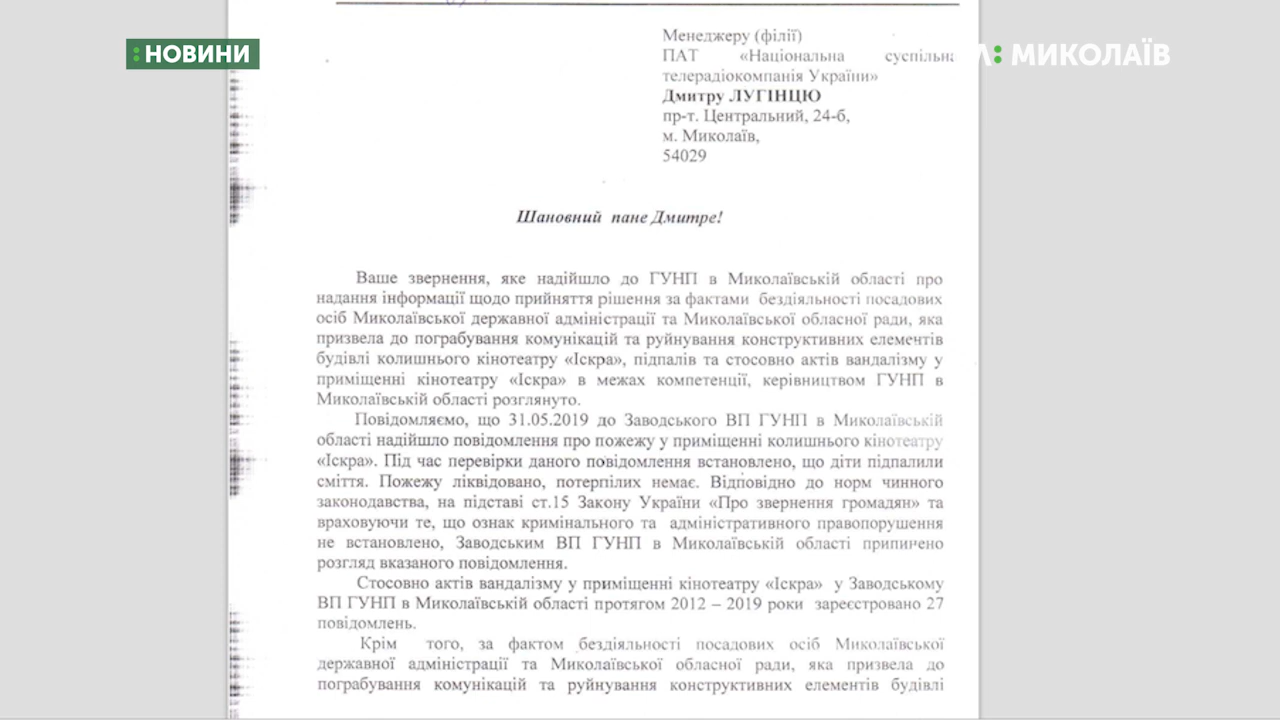 :НОВИНИ
Л: МИКОЛАЇВ
Менеджеру (філії)
ПАТ «Національна суспільна
телерадіокомпанія України»
Дмитру ЛУГІНЦЮ
пр-т. Центральний, 24-б,
м. Миколаїв,
54029
Шановний пане Дмитре!
Ваше звернення, яке надійшло до ГУНП в Миколаївській області про
надання інформації щодо прийняття рішення за фактами бездіяльності посадових
осіб Миколаївської державної адміністрації та Миколаївської обласної ради, яка
призвела до пограбування комунікацій та руйнування конструктивних елементів
будівлі колишнього кінотеатру «Іскра», підпалів та стосовно актів вандалізму у
приміщенні кінотеатру «Іскра» в межах компетенції, керівництвом ГУНП в
Миколаївській області розглянуто.
Повідомляємо, що 31.05.2019 до Заводського ВП ГУНП в Миколаївській
області надійшло повідомлення про пожежу у приміщенні колишнього кінотеатру
«Іскра». Під час перевірки даного повідомлення встановлено, що діти підпалили
сміття. Пожежу ліквідовано, потерпілих немає. Відповідно до норм чинного
законодавства, на підставі ст.15 Закону України «Про звернення громадян» та
враховуючи те, що ознак кримінального та адміністративного правопорушення
не встановлено, Заводським ВП ГУНП в Миколаївській області припинено
розгляд вказаного повідомлення.
Стосовно актів вандалізму у приміщенні кінотеатру «Іскра» у Заводському
ВП ГУНП в Миколаївській області протягом 2012 – 2019 роки зареєстровано 27
повідомлень.
Крім того, за фактом бездіяльності посадових осіб Миколаївської
державної адміністрації та Миколаївської обласної ради, яка призвела до
пограбування комунікацій та руйнування конструктивних елементів будівлі